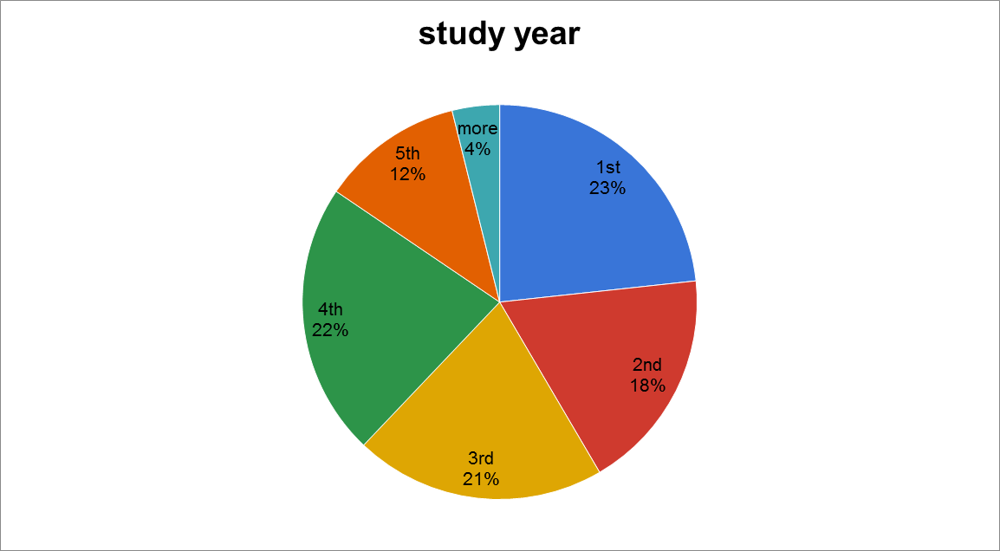 study year
more
4%
1st
23%
5th
12%
4th
22%
2nd
18%
3rd
21%